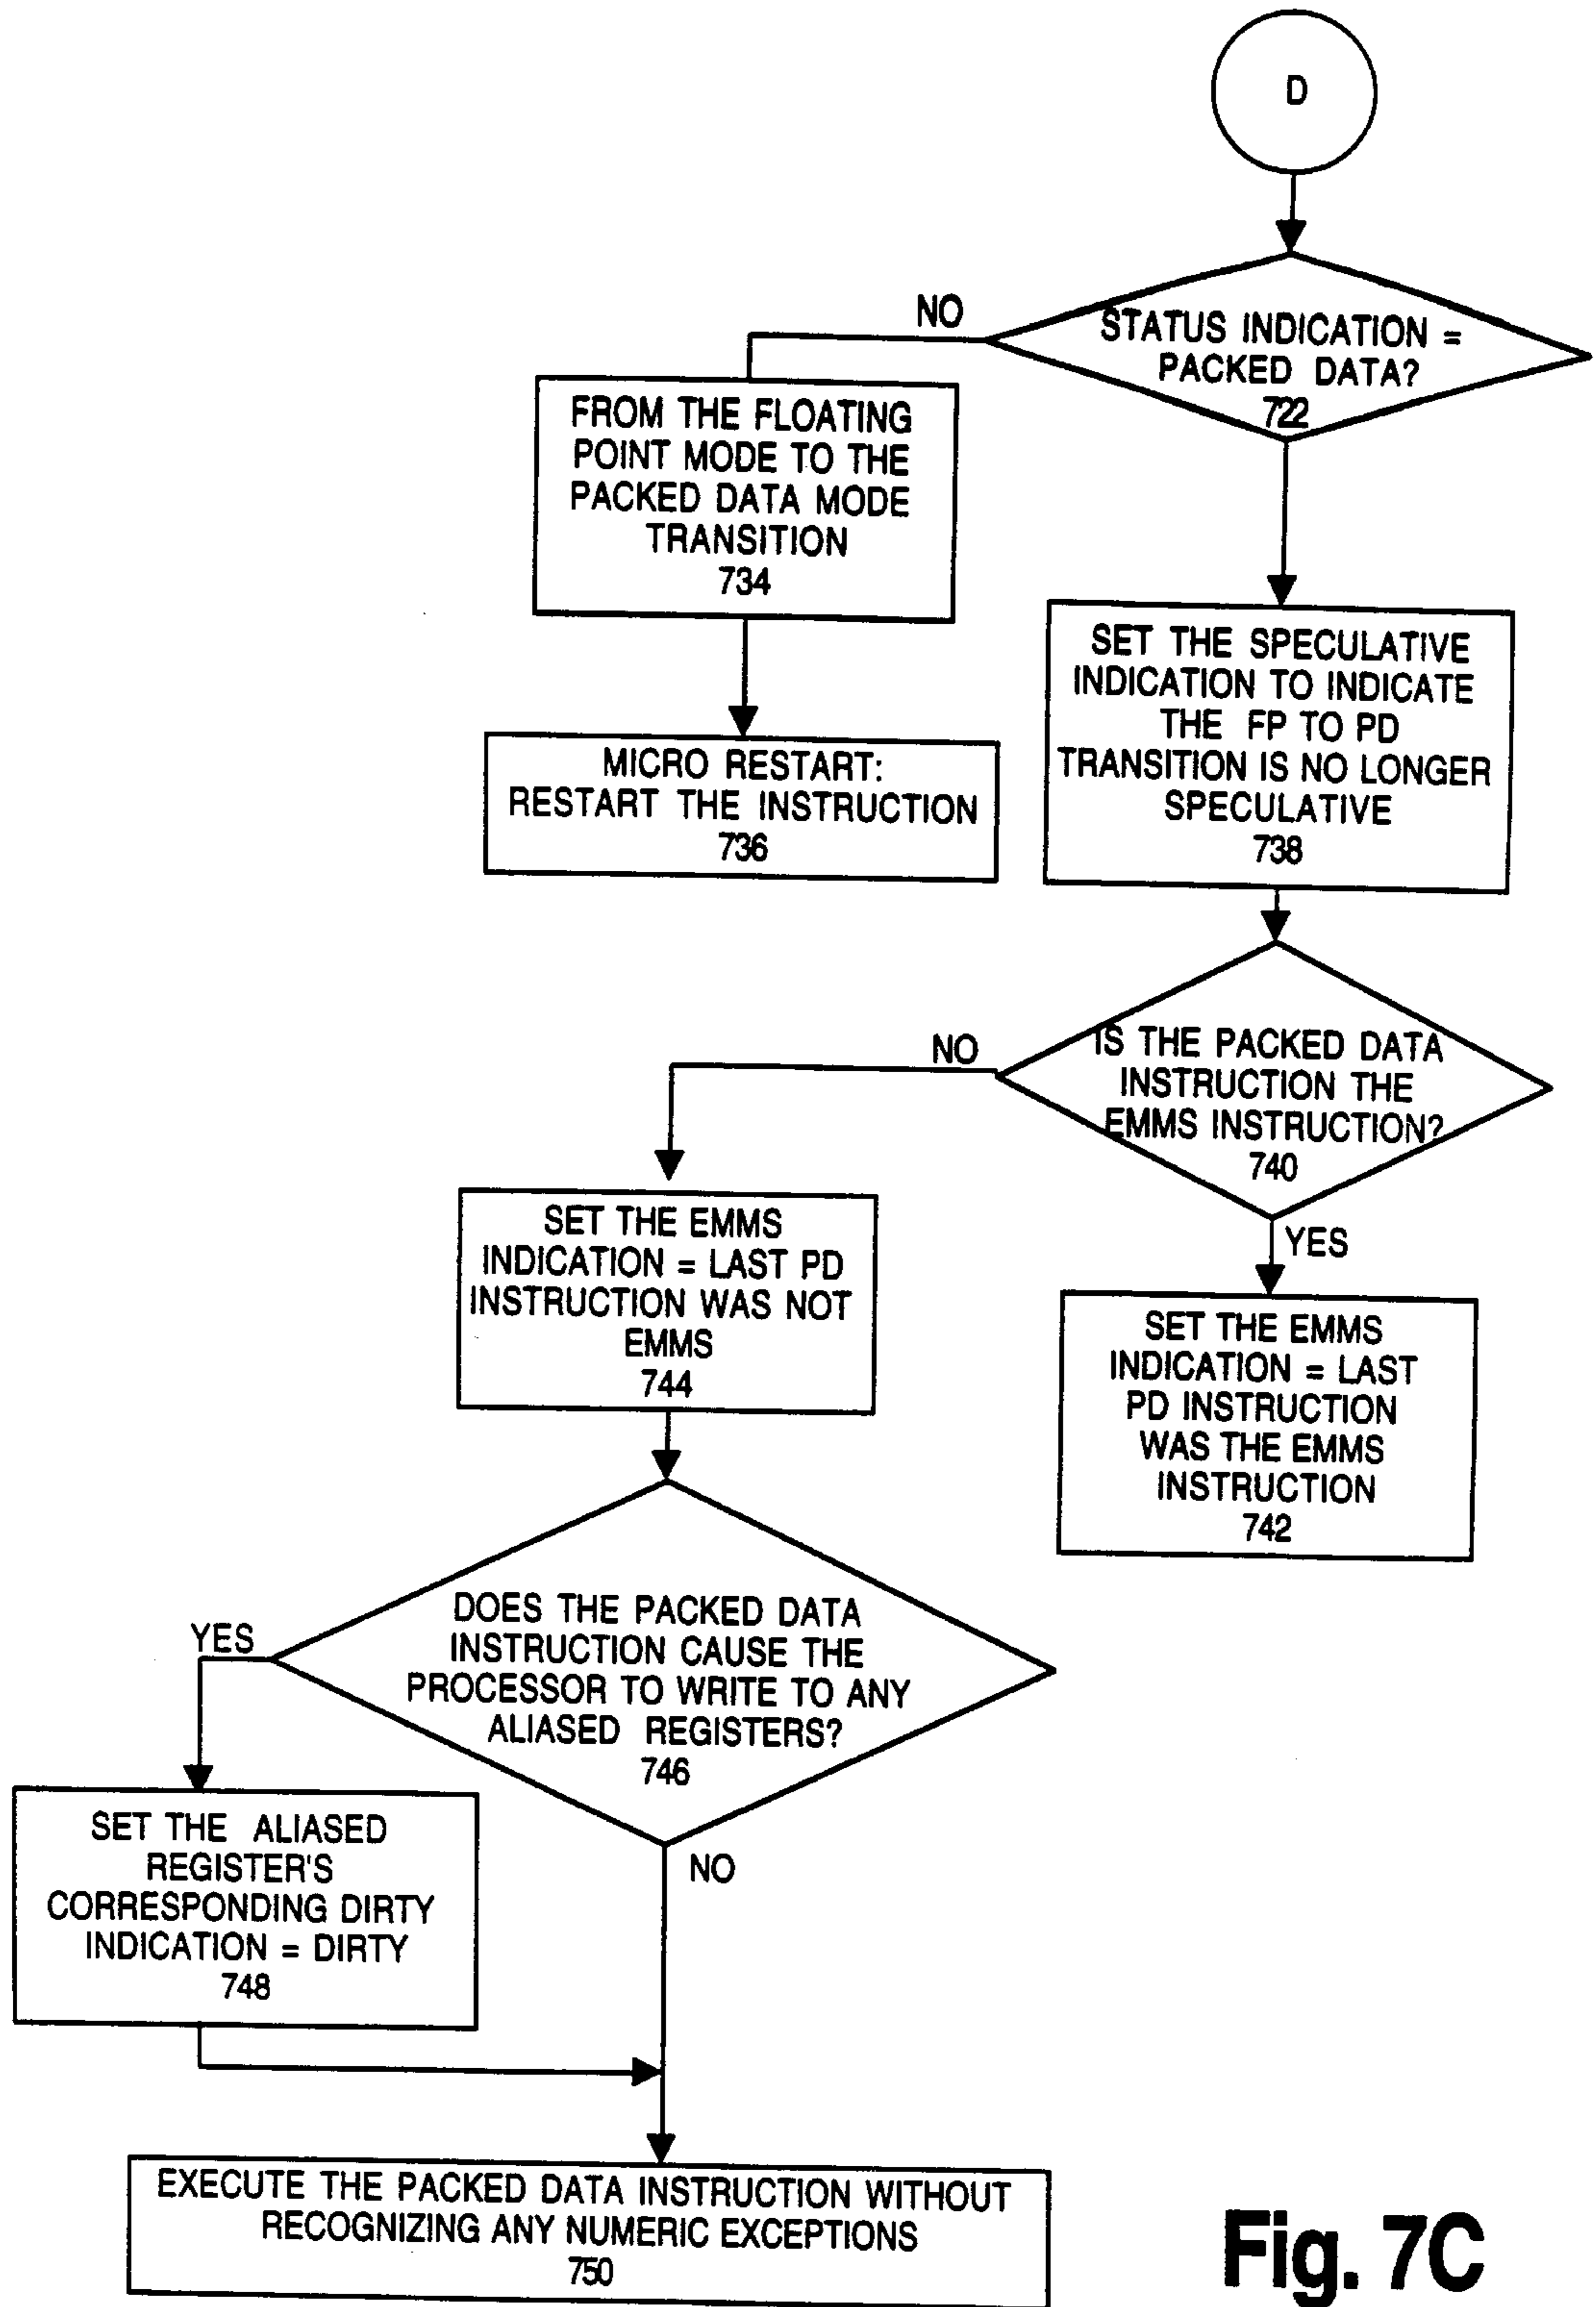 D
NO
STATUS INDICATION =
PACKED DATA?
722
FROM THE FLOATING
POINT MODE TO THE
PACKED DATA MODE
TRANSITION
734
SET THE SPECULATIVE
INDICATION TO INDICATE
THE FP TO PD
TRANSITION IS NO LONGER
SPECULATIVE
738
MICRO RESTART:
RESTART THE INSTRUCTION
736
NO
IS THE PACKED DATA
INSTRUCTION THE
EMMS INSTRUCTION?
740
YES
SET THE EMMS
INDICATION = LAST PD
INSTRUCTION WAS NOT
EMMS
744
SET THE EMMS
INDICATION = LAST
PD INSTRUCTION
WAS THE EMMS
INSTRUCTION
742
DOES THE PACKED DATA
INSTRUCTION CAUSE THE
PROCESSOR TO WRITE TO ANY
ALIASED REGISTERS?
746
YES
NO
SET THE ALIASED
REGISTER'S
CORRESPONDING DIRTY
INDICATION = DIRTY
748
EXECUTE THE PACKED DATA INSTRUCTION WITHOUT
RECOGNIZING ANY NUMERIC EXCEPTIONS
750
Fig. 7C